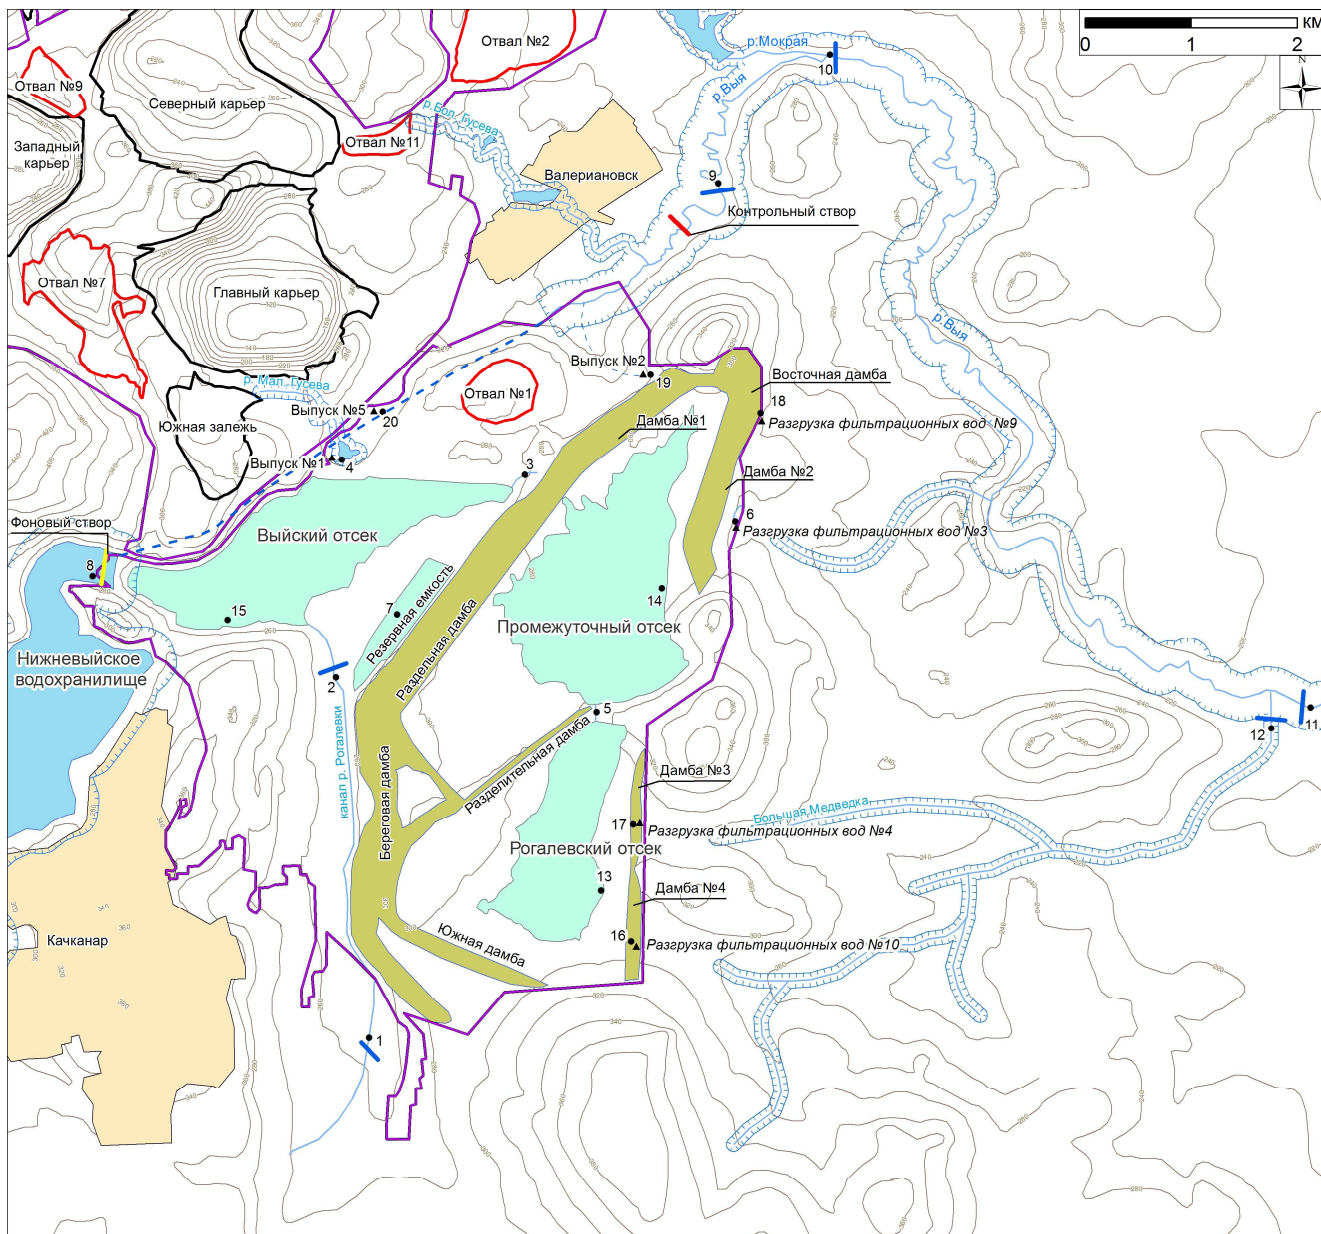 КМ
0 1 2
N
Отвал №2
р.Мокрая
10
р.Выя
Отвал №9
Северный карьер
р.Бол. Гусева
Отвал №11
Западный
карьер
Валериановск
9
Контрольный створ
Отвал №7
Главный карьер
р.Выя
Выпуск №2
19
Восточная дамба
18
р. Мал. Гусева
Отвал №1
Выпуск №5
20
Дамба №1
Разгрузка фильтрационных вод №9
Южная залежь
Выпуск №1
4
3
Дамба №2
Фоновый створ
Выйский отсек
6
Разгрузка фильтрационных вод №3
8
Резервная емкость
7
14
15
Раздельная дамба
Промежуточный отсек
Нижневыйское
водохранилище
2
5
11
12
канал р. Рогалевки
Береговая дамба
Разделительная дамба
Дамба №3
Большая Медведка
17
Разгрузка фильтрационных вод №4
Рогалевский отсек
13
Дамба №4
Качканар
Южная дамба
16
Разгрузка фильтрационных вод №10
1